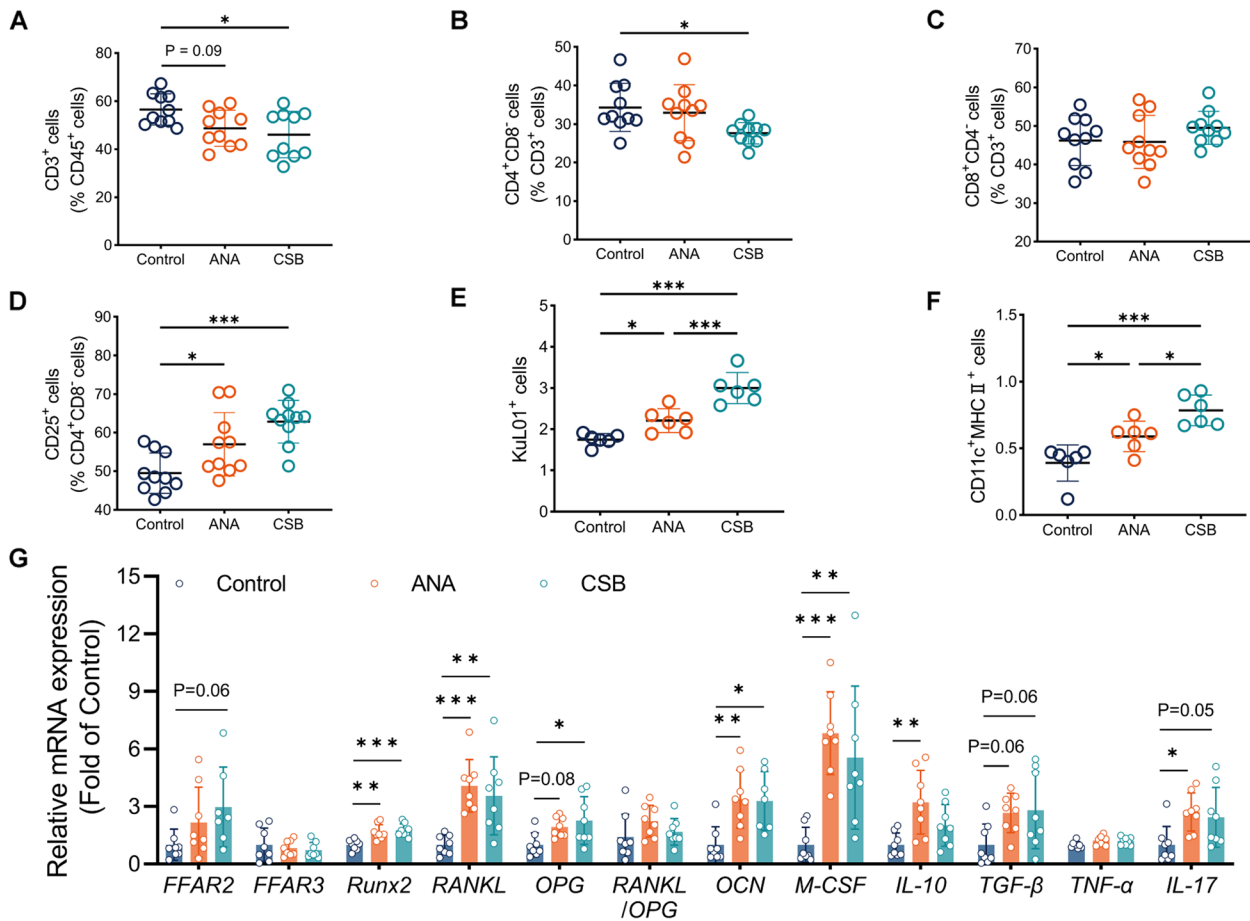 A
*
P = 0.09
CD3+ cells
(% CD45+ cells)
80
60
40
20
0
Control ANA CSB
B
*
CD4+CD8- cells
(% CD3+ cells)
50
40
30
20
10
0
Control ANA CSB
C
CD8+CD4- cells
(% CD3+ cells)
70
60
50
40
30
20
Control ANA CSB
D
***
*
CD25+ cells
(% CD4+CD8- cells)
90
80
70
60
50
40
Control ANA CSB
E
***
* ***
KuL01+ cells
5
4
3
2
1
0
Control ANA CSB
F
***
* *
CD11c+MHC II+ cells
1.5
1.0
0.5
0.0
Control ANA CSB
G
Relative mRNA expression
(Fold of Control)
15
12
9
6
3
0
Control ANA CSB
P=0.06
***
**
**
***
*
P=0.08
*
**
**
***
**
P=0.06
P=0.06
P=0.05
*
FFAR2 FFAR3 Runx2 RANKL OPG RANKL OCN M-CSF IL-10 TGF-β TNF-α IL-17
/OPG